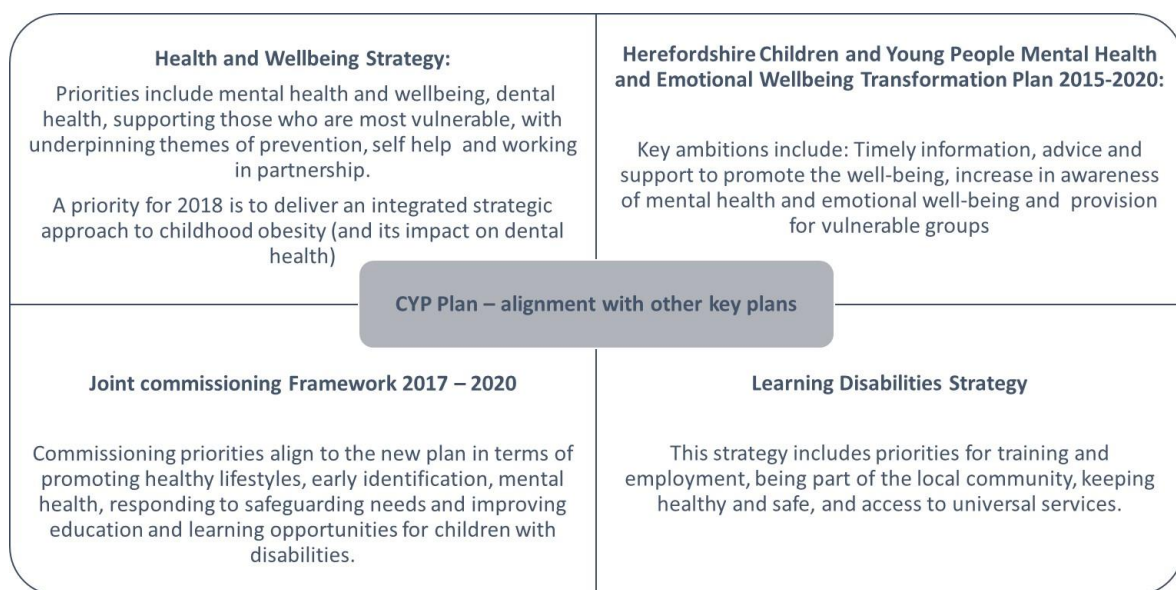 Health and Wellbeing Strategy:
Priorities include mental health and wellbeing, dental
health, supporting those who are most vulnerable, with
underpinning themes of prevention, self help and working
in partnership.
A priority for 2018 is to deliver an integrated strategic
approach to childhood obesity (and its impact on dental
health)
Herefordshire Children and Young People Mental Health
and Emotional Wellbeing Transformation Plan 2015-2020:
Key ambitions include: Timely information, advice and
support to promote the well-being, increase in awareness
of mental health and emotional well-being and provision
for vulnerable groups
CYP Plan – alignment with other key plans
Joint commissioning Framework 2017 – 2020
Commissioning priorities align to the new plan in terms of
promoting healthy lifestyles, early identification, mental
health, responding to safeguarding needs and improving
education and learning opportunities for children with
disabilities.
Learning Disabilities Strategy
This strategy includes priorities for training and
employment, being part of the local community, keeping
healthy and safe, and access to universal services.